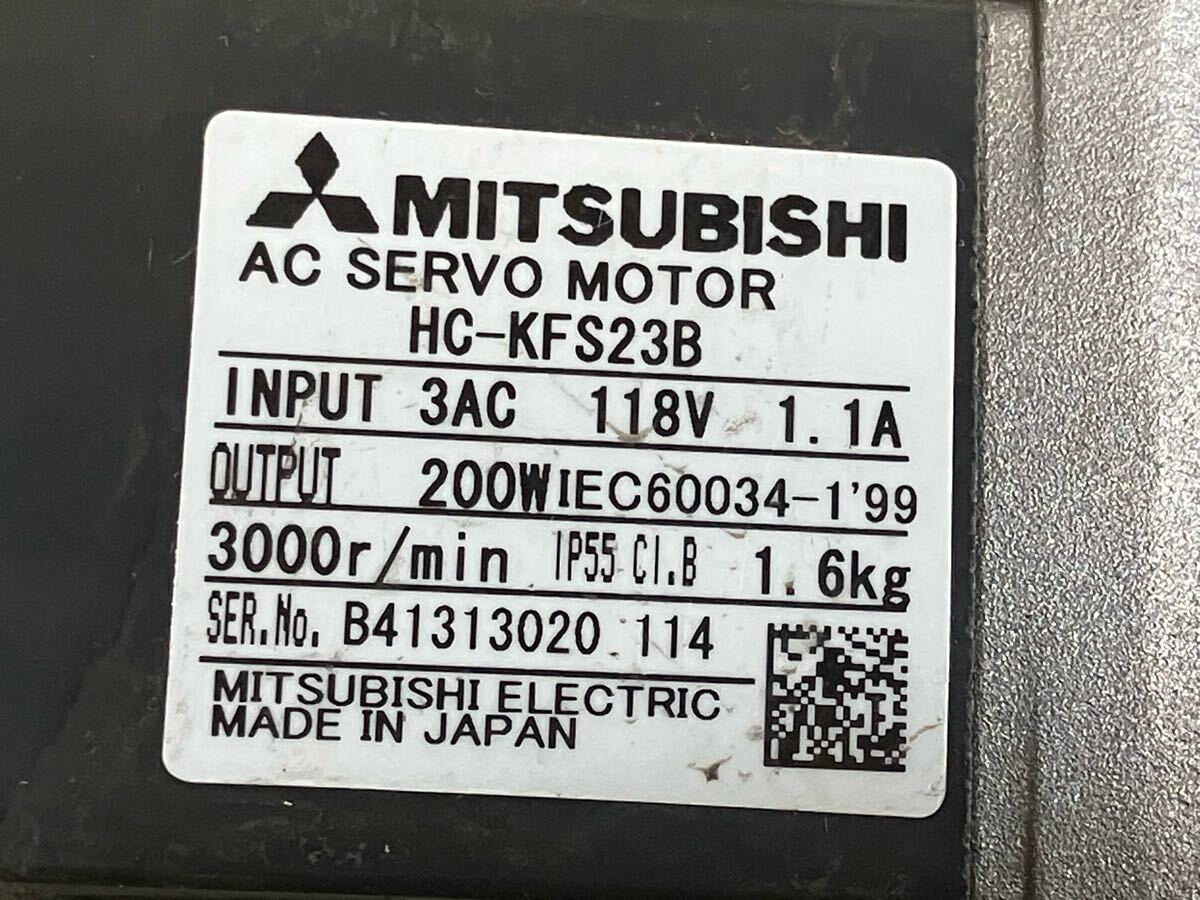 MITSUBISHI
AC SERVO MOTOR
HC-KFS23B
INPUT 3AC 118V 1.1A
OUTPUT 200W IEC60034-1'99
3000r/min IP55 CI.B 1.6kg
SER.No. B41313020 114
MITSUBISHI ELECTRIC
MADE IN JAPAN